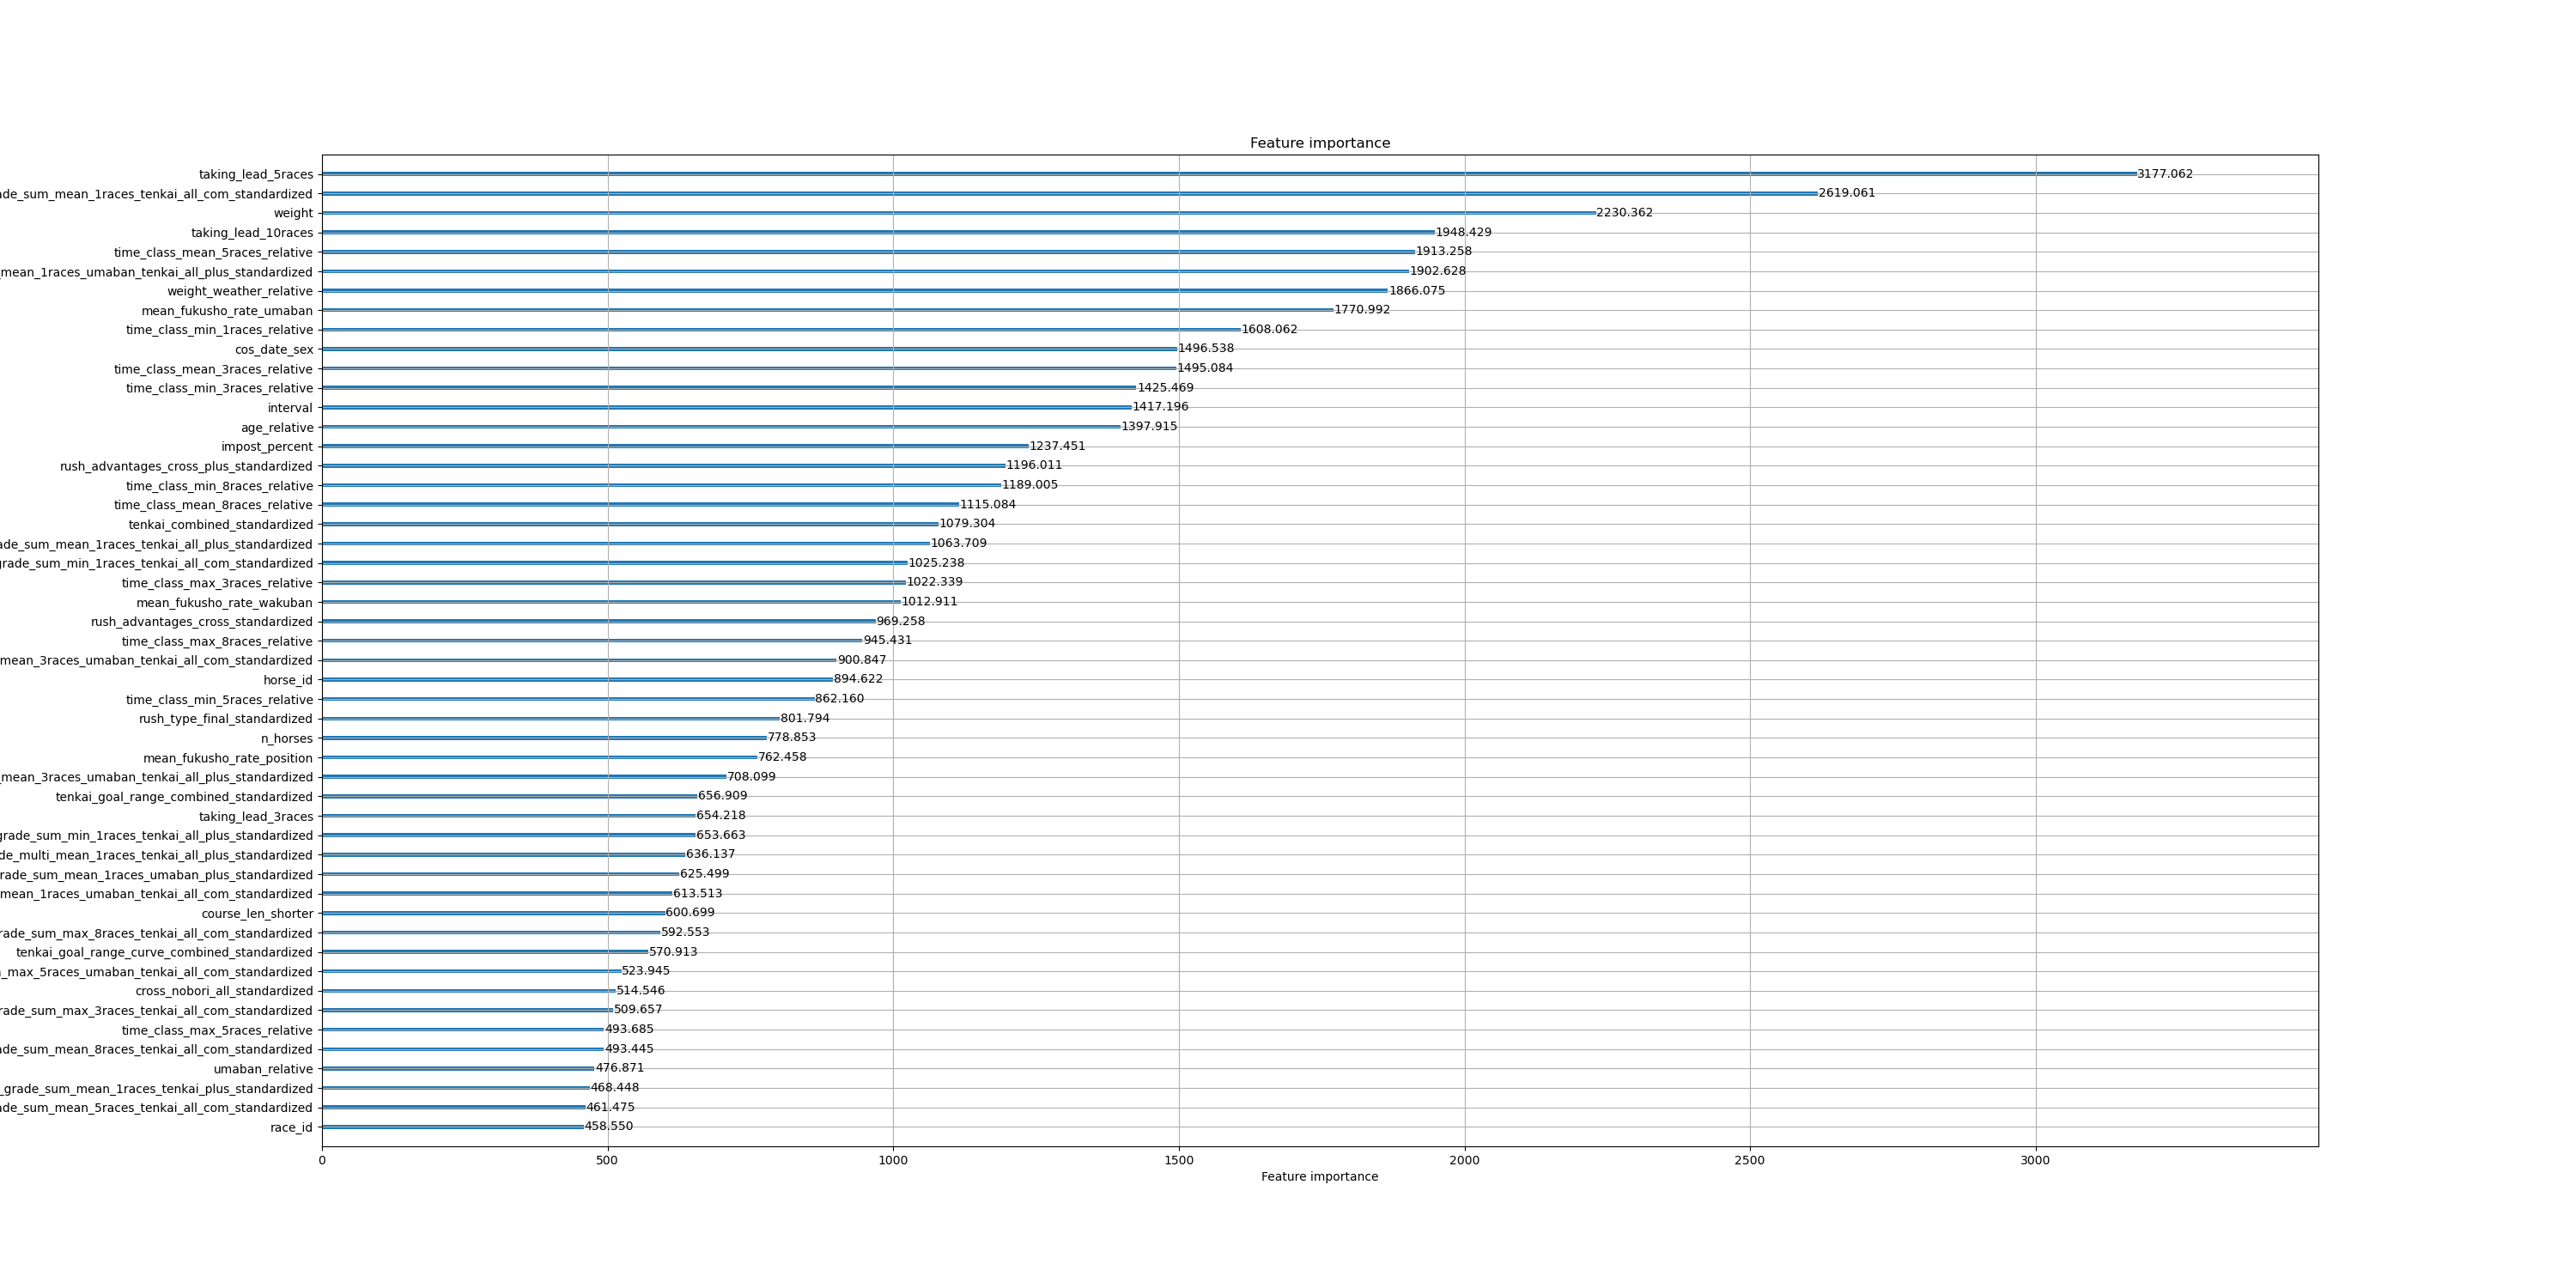 Feature importance
taking_lead_5races 3177.062
ade_sum_mean_1races_tenkai_all_com_standardized 2619.061
weight 2230.362
taking_lead_10races 1948.429
time_class_mean_5races_relative 1913.258
_mean_1races_umaban_tenkai_all_plus_standardized 1902.628
weight_weather_relative 1866.075
mean_fukusho_rate_umaban 1770.992
time_class_min_1races_relative 1608.062
cos_date_sex 1496.538
time_class_mean_3races_relative 1495.084
time_class_min_3races_relative 1425.469
interval 1417.196
age_relative 1397.915
impost_percent 1237.451
rush_advantages_cross_plus_standardized 1196.011
time_class_min_8races_relative 1189.005
time_class_mean_8races_relative 1115.084
tenkai_combined_standardized 1079.304
ade_sum_mean_1races_tenkai_all_plus_standardized 1063.709
grade_sum_min_1races_tenkai_all_com_standardized 1025.238
time_class_max_3races_relative 1022.339
mean_fukusho_rate_wakuban 1012.911
rush_advantages_cross_standardized 969.258
time_class_max_8races_relative 945.431
mean_3races_umaban_tenkai_all_com_standardized 900.847
horse_id 894.622
time_class_min_5races_relative 862.160
rush_type_final_standardized 801.794
n_horses 778.853
mean_fukusho_rate_position 762.458
_mean_3races_umaban_tenkai_all_plus_standardized 708.099
tenkai_goal_range_combined_standardized 656.909
taking_lead_3races 654.218
grade_sum_min_1races_tenkai_all_plus_standardized 653.663
de_multi_mean_1races_tenkai_all_plus_standardized 636.137
rade_sum_mean_1races_umaban_plus_standardized 625.499
mean_1races_umaban_tenkai_all_com_standardized 613.513
course_len_shorter 600.699
rade_sum_max_8races_tenkai_all_com_standardized 592.553
tenkai_goal_range_curve_combined_standardized 570.913
_max_5races_umaban_tenkai_all_com_standardized 523.945
cross_nobori_all_standardized 514.546
rade_sum_max_3races_tenkai_all_com_standardized 509.657
time_class_max_5races_relative 493.685
ade_sum_mean_8races_tenkai_all_com_standardized 493.445
umaban_relative 476.871
_grade_sum_mean_1races_tenkai_plus_standardized 468.448
ade_sum_mean_5races_tenkai_all_com_standardized 461.475
race_id 458.550
0 500 1000 1500 2000 2500 3000
Feature importance